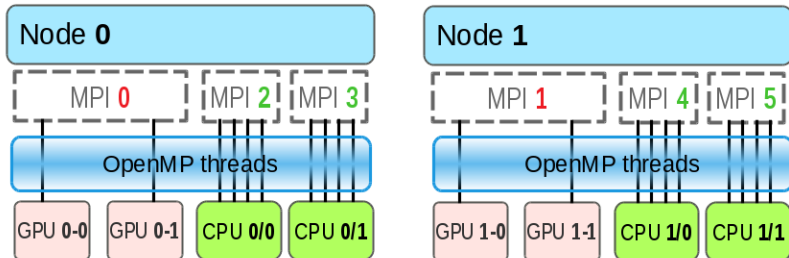 Node 0
MPI 0 MPI 2 MPI 3
OpenMP threads
GPU 0-0 GPU 0-1 CPU 0/0 CPU 0/1
Node 1
MPI 1 MPI 4 MPI 5
OpenMP threads
GPU 1-0 GPU 1-1 CPU 1/0 CPU 1/1